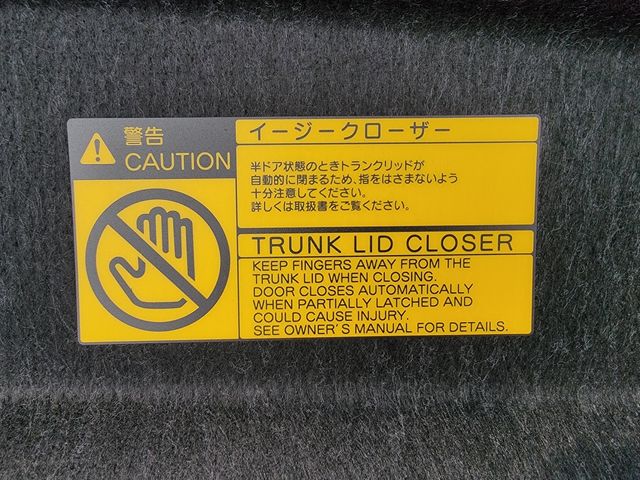 警告
CAUTION
イージークローザー
半ドア状態のときトランクリッドが
自動的に閉まるため、指をはさまないよう
十分注意してください。
詳しくは取扱書をご覧ください。
TRUNK LID CLOSER
KEEP FINGERS AWAY FROM THE
TRUNK LID WHEN CLOSING.
DOOR CLOSES AUTOMATICALLY
WHEN PARTIALLY LATCHED AND
COULD CAUSE INJURY.
SEE OWNER'S MANUAL FOR DETAILS.